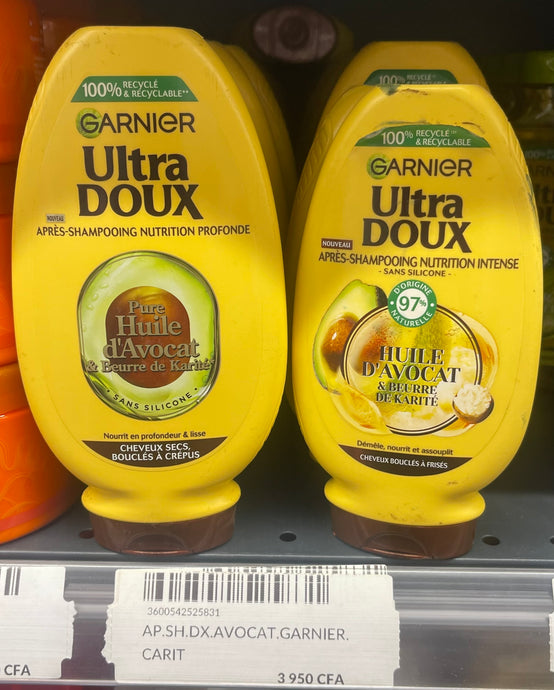 100% RECYCLÉ
& RECYCLABLE**
GARNIER
Ultra
DOUX
NOUVEAU
APRÈS-SHAMPOOING NUTRITION PROFONDE
Pure
Huile
d'Avocat
& Beurre de Karité
SANS SILICONE
Nourrit en profondeur & lisse
CHEVEUX SECS,
BOUCLÉS À CRÉPUS
100%
100% RECYCLÉ
& RECYCLABLE
GARNIER
Ultra
DOUX
NOUVEAU
APRÈS-SHAMPOOING NUTRITION INTENSE
- SANS SILICONE -
D'ORIGINE
97%
NATURELLE
HUILE
D'AVOCAT
& BEURRE
DE KARITÉ
Démêle, nourrit et assouplit
CHEVEUX BOUCLÉS À FRISÉS
CFA
3600542525831
AP.SH.DX.AVOCAT.GARNIER.
CARIT
3 950 CFA